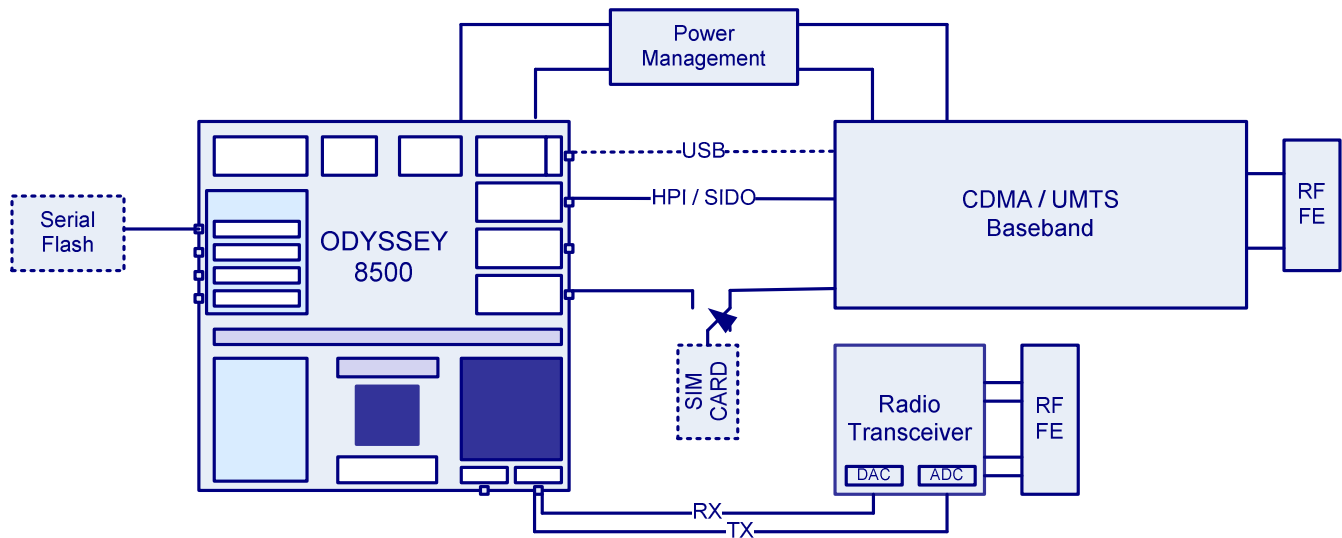 Power
Management
USB
HPI / SIDO
CDMA / UMTS
Baseband
RF
FE
Serial
Flash
ODYSSEY
8500
SIM
CARD
Radio
Transceiver
DAC
ADC
RF
FE
RX
TX